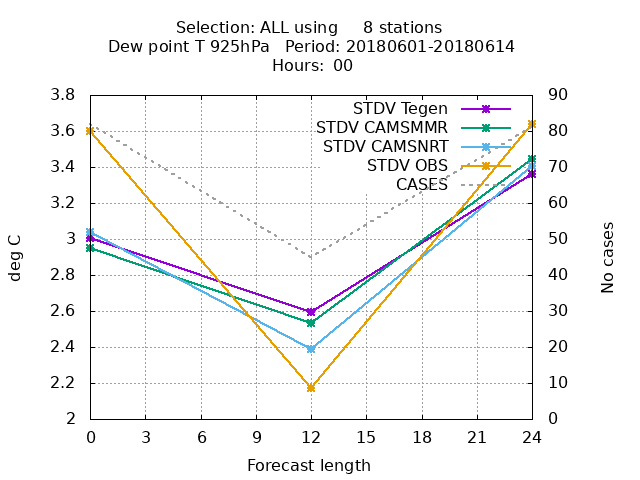 Selection: ALL using     8 stations
Dew point T 925hPa   Period: 20180601-20180614
Hours:  00
3.8
3.6
3.4
3.2
3
2.8
2.6
2.4
2.2
2
deg C
STDV Tegen
STDV CAMSMMR
STDV CAMSNRT
STDV OBS
CASES
90
80
70
60
50
40
30
20
10
0
No cases
0 3 6 9 12 15 18 21 24
Forecast length